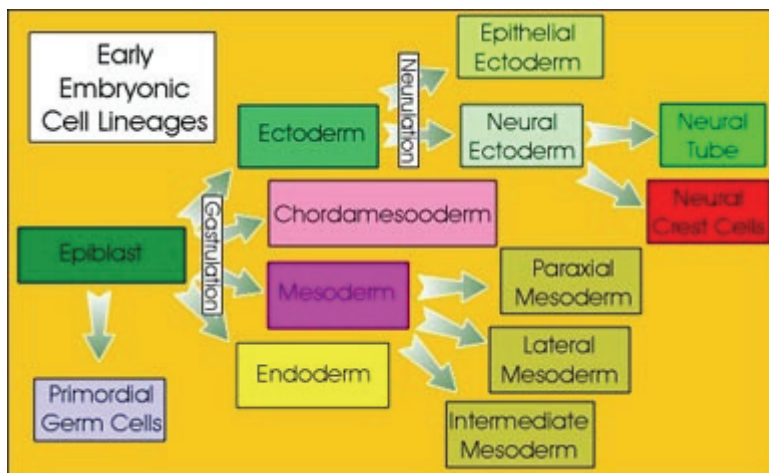 Early
Embryonic
Cell Lineages
Epithelial
Ectoderm
Neurulation
Ectoderm
Neural
Ectoderm
Neural
Tube
Neural
Crest Cells
Gastrulation
Chordamesooderm
Epiblast
Mesoderm
Paraxial
Mesoderm
Endoderm
Lateral
Mesoderm
Primordial
Germ Cells
Intermediate
Mesoderm